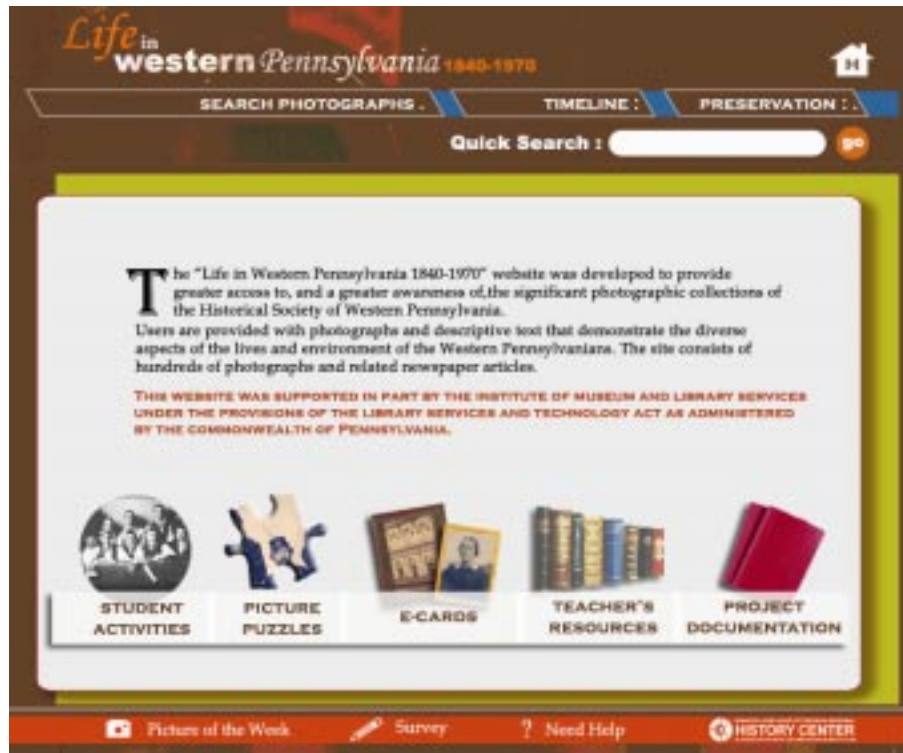 Life in
western Pennsylvania 1840-1970
H
SEARCH PHOTOGRAPHS .
TIMELINE :
PRESERVATION : .
Quick Search :
go
The "Life in Western Pennsylvania 1840-1970" website was developed to provide
greater access to, and a greater awareness of,the significant photographic collections of
the Historical Society of Western Pennsylvania.
Users are provided with photographs and descriptive text that demonstrate the diverse
aspects of the lives and environment of the Western Pennsylvanians. The site consists of
hundreds of photographs and related newspaper articles.
THIS WEBSITE WAS SUPPORTED IN PART BY THE INSTITUTE OF MUSEUM AND LIBRARY SERVICES
UNDER THE PROVISIONS OF THE LIBRARY SERVICES AND TECHNOLOGY ACT AS ADMINISTERED
BY THE COMMONWEALTH OF PENNSYLVANIA.
STUDENT
ACTIVITIES
PICTURE
PUZZLES
E-CARDS
TEACHER'S
RESOURCES
PROJECT
DOCUMENTATION
Picture of the Week
Survey
? Need Help
HISTORY CENTER